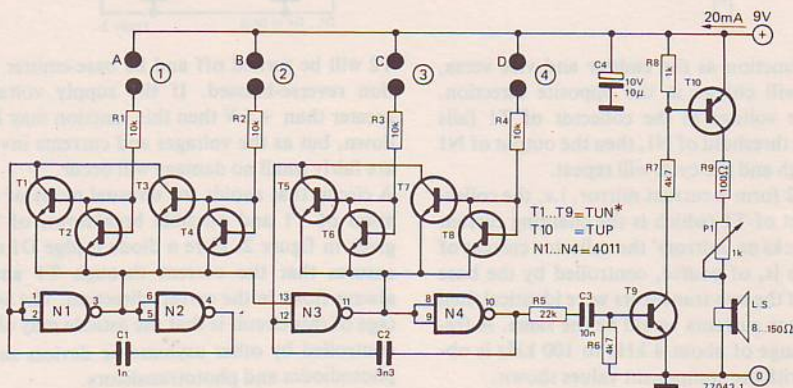 20mA 9V
A B C D
+
1 2 3 4
C4
10V
10µ
R8
1k
T10
R1
10k
R2
10k
R3
10k
R4
10k
R7
4k7
R9
100Ω
T1 T3 T5 T7
T2 T4 T6 T8
T1...T9 = TUN*
T10 = TUP
N1...N4 = 4011
P1
1k
1 2 N1 3
5 6 N2 4
13 12 N3 11
8 9 N4 10
R5
22k
C3
10n
T9
LS
8...150Ω
R6
4k7
C1
1n
C2
3n3
0